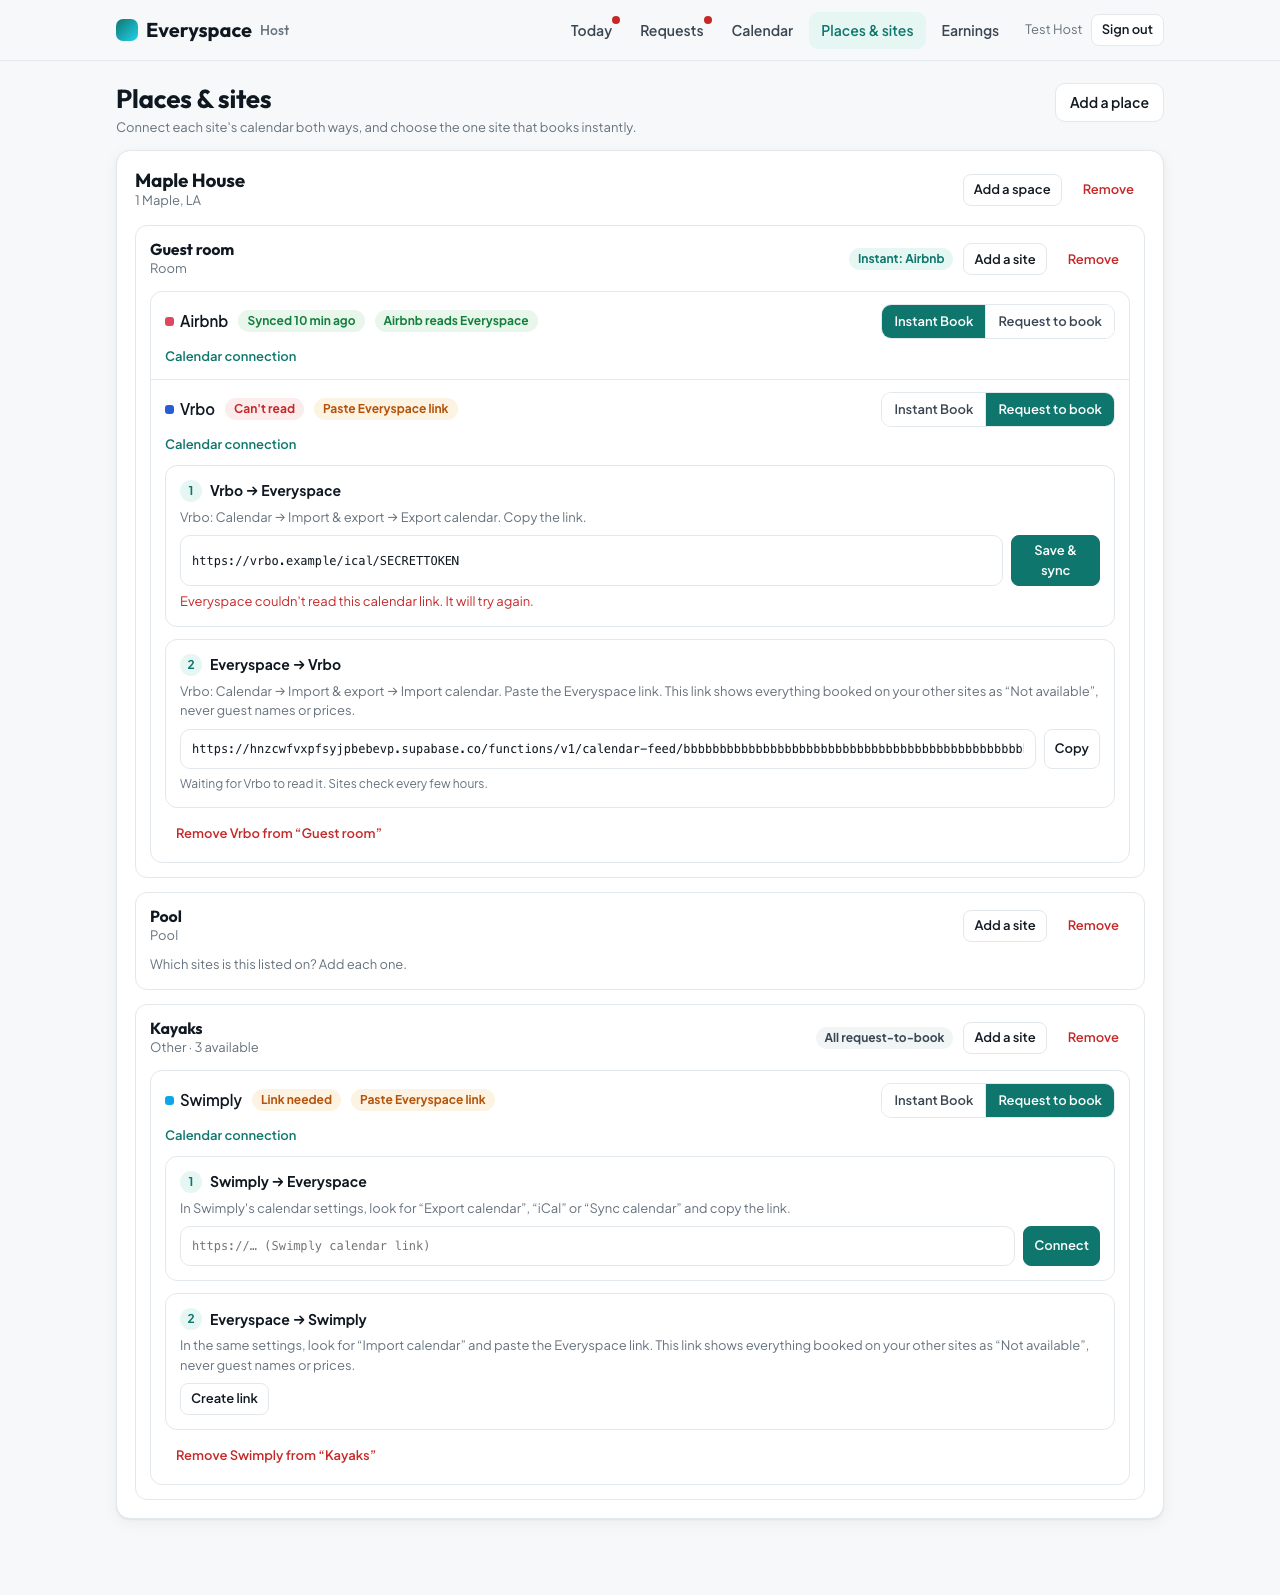 Everyspace Host
Today Requests Calendar Places & sites Earnings Test Host Sign out
Places & sites
Add a place
Connect each site's calendar both ways, and choose the one site that books instantly.
Maple House
1 Maple, LA
Add a space Remove
Guest room
Room
Instant: Airbnb Add a site Remove
Airbnb Synced 10 min ago Airbnb reads Everyspace Instant Book Request to book
Calendar connection
Vrbo Can't read Paste Everyspace link Instant Book Request to book
Calendar connection
1 Vrbo → Everyspace
Vrbo: Calendar → Import & export → Export calendar. Copy the link.
https://vrbo.example/ical/SECRETTOKEN
Save &
sync
Everyspace couldn't read this calendar link. It will try again.
2 Everyspace → Vrbo
Vrbo: Calendar → Import & export → Import calendar. Paste the Everyspace link. This link shows everything booked on your other sites as “Not available”,
never guest names or prices.
https://hnzcwfvxpfsyjpbebevp.supabase.co/functions/v1/calendar-feed/bbbbbbbbbbbbbbbbbbbbbbbbbbbbbbbbbbbbbbbbbbbbbbb Copy
Waiting for Vrbo to read it. Sites check every few hours.
Remove Vrbo from “Guest room”
Pool
Pool
Add a site Remove
Which sites is this listed on? Add each one.
Kayaks
Other · 3 available
All request-to-book Add a site Remove
Swimply Link needed Paste Everyspace link Instant Book Request to book
Calendar connection
1 Swimply → Everyspace
In Swimply's calendar settings, look for “Export calendar”, “iCal” or “Sync calendar” and copy the link.
https://… (Swimply calendar link) Connect
2 Everyspace → Swimply
In the same settings, look for “Import calendar” and paste the Everyspace link. This link shows everything booked on your other sites as “Not available”,
never guest names or prices.
Create link
Remove Swimply from “Kayaks”